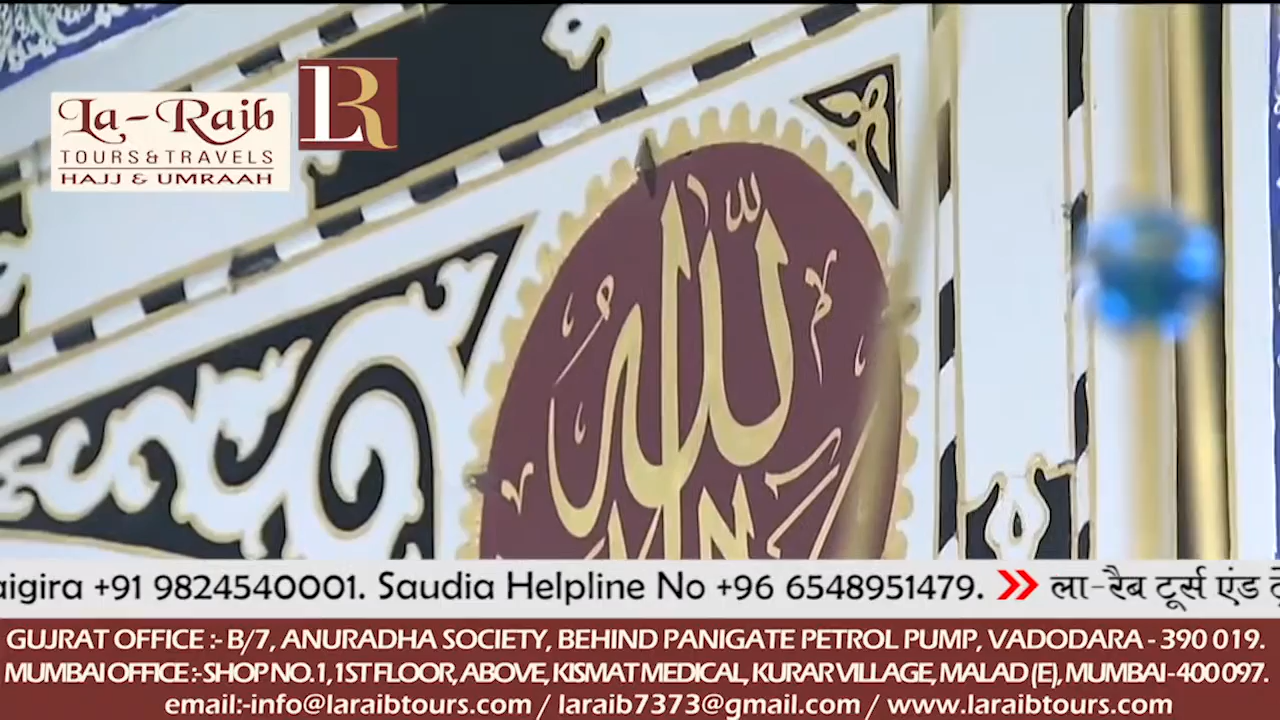 La-Raib
TOURS & TRAVELS
HAJJ & UMRAAH
LR
الله
aigira +91 9824540001. Saudia Helpline No +96 6548951479. » ला-रैब टूर्स एंड
GUJRAT OFFICE :- B/7, ANURADHA SOCIETY, BEHIND PANIGATE PETROL PUMP, VADODARA - 390 019.
MUMBAI OFFICE :- SHOP NO. 1, 1ST FLOOR, ABOVE, KISMAT MEDICAL, KURAR VILLAGE, MALAD (E), MUMBAI - 400 097.
email:-info@laraibtours.com / laraib7373@gmail.com / www.laraibtours.com